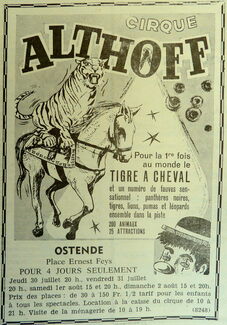 CIRQUE
ALTHOFF
Pour la 1re fois
au monde le
TIGRE A CHEVAL
et un numéro de fauves sen-
sationnel : panthères noires,
tigres, lions, pumas et léopards
ensemble dans la piste
200 ANIMAUX
25 ATTRACTIONS
OSTENDE
Place Ernest Feys
POUR 4 JOURS SEULEMENT
Jeudi 30 juillet 20 h., vendredi 31 juillet
20 h., samedi 1er août 15 et 20 h., dimanche 2 août 15 et 20h.
Prix des places : de 30 à 150 Fr. 1/2 tarif pour les enfants
à tous les spectacles. Location à la caisse du cirque de 10 à
21 h. Visite de la ménagerie de 10 à 19 h. (8248)